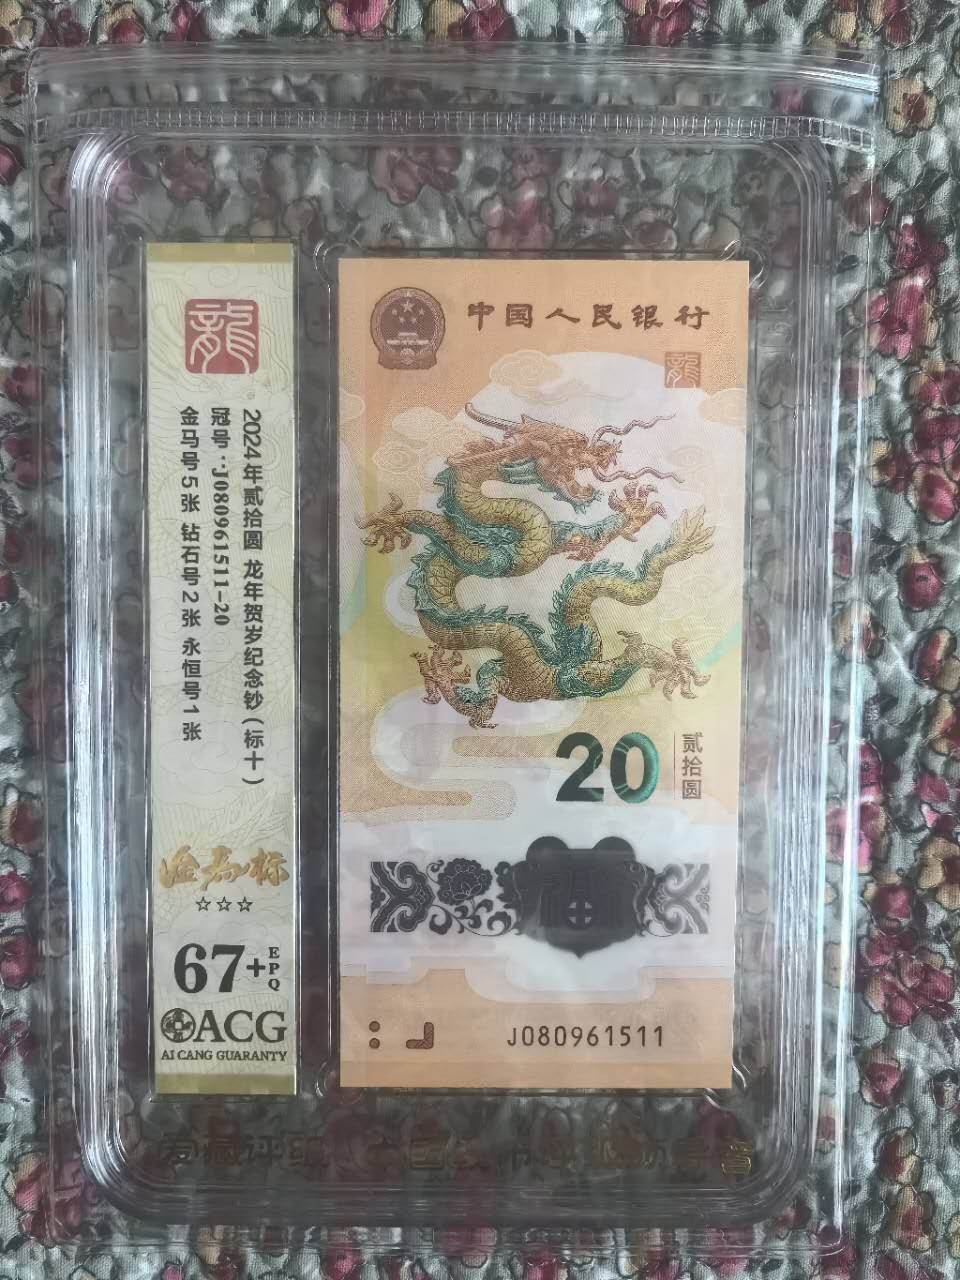 龍
2024年贰拾圆 龙年贺岁纪念钞(标十)
冠号:J080961511-20
金马号5张 钻石号2张 永恒号1张
☆☆☆
67+EPQ
ACG
AI CANG GUARANTY
中国人民银行
龍
20
贰拾圆
J080961511